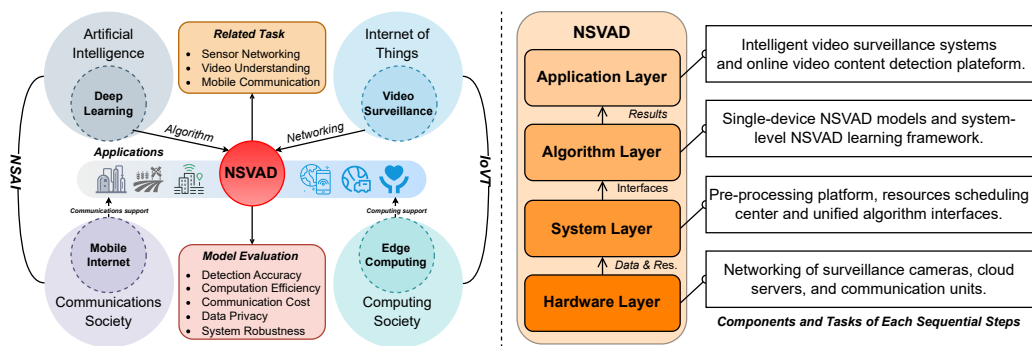 Artificial
Intelligence
Deep
Learning
Related Task
• Sensor Networking
• Video Understanding
• Mobile Communication
Internet of
Things
Video
Surveillance
NSAI
IoVT
Algorithm
Networking
Applications
NSVAD
Communications support
Computing support
Mobile
Internet
Communications
Society
Model Evaluation
• Detection Accuracy
• Computation Efficiency
• Communication Cost
• Data Privacy
• System Robustness
Edge
Computing
Computing
Society
NSVAD
Application Layer
Results
Algorithm Layer
Interfaces
System Layer
Data & Res.
Hardware Layer
Intelligent video surveillance systems
and online video content detection plateform.
Single-device NSVAD models and system-
level NSVAD learning framework.
Pre-processing platform, resources scheduling
center and unified algorithm interfaces.
Networking of surveillance cameras, cloud
servers, and communication units.
Components and Tasks of Each Sequential Steps